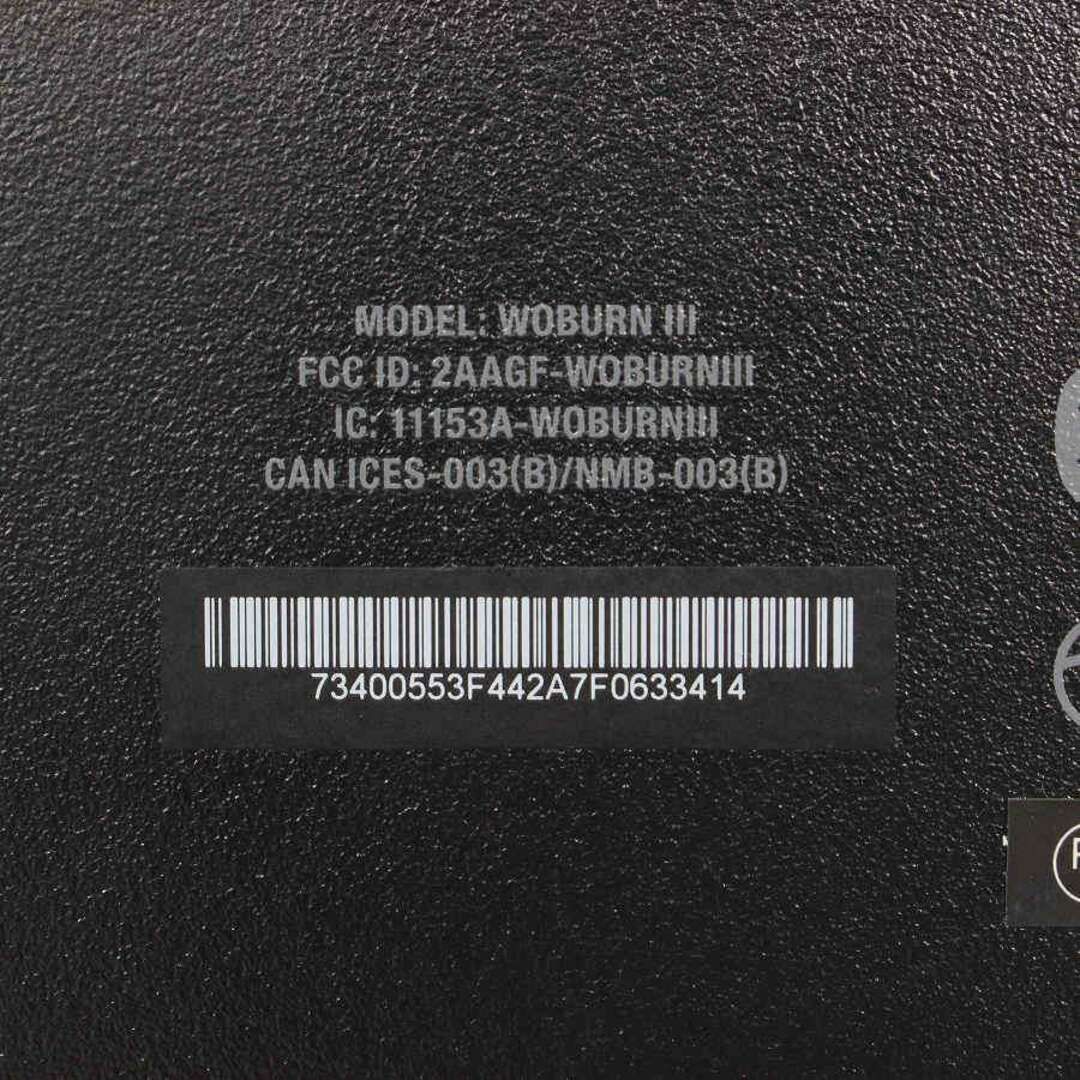 MODEL: WOBURN III
FCC ID: 2AAGF-WOBURNIII
IC: 11153A-WOBURNIII
CAN ICES-003(B)/NMB-003(B)
73400553F442A7F0633414